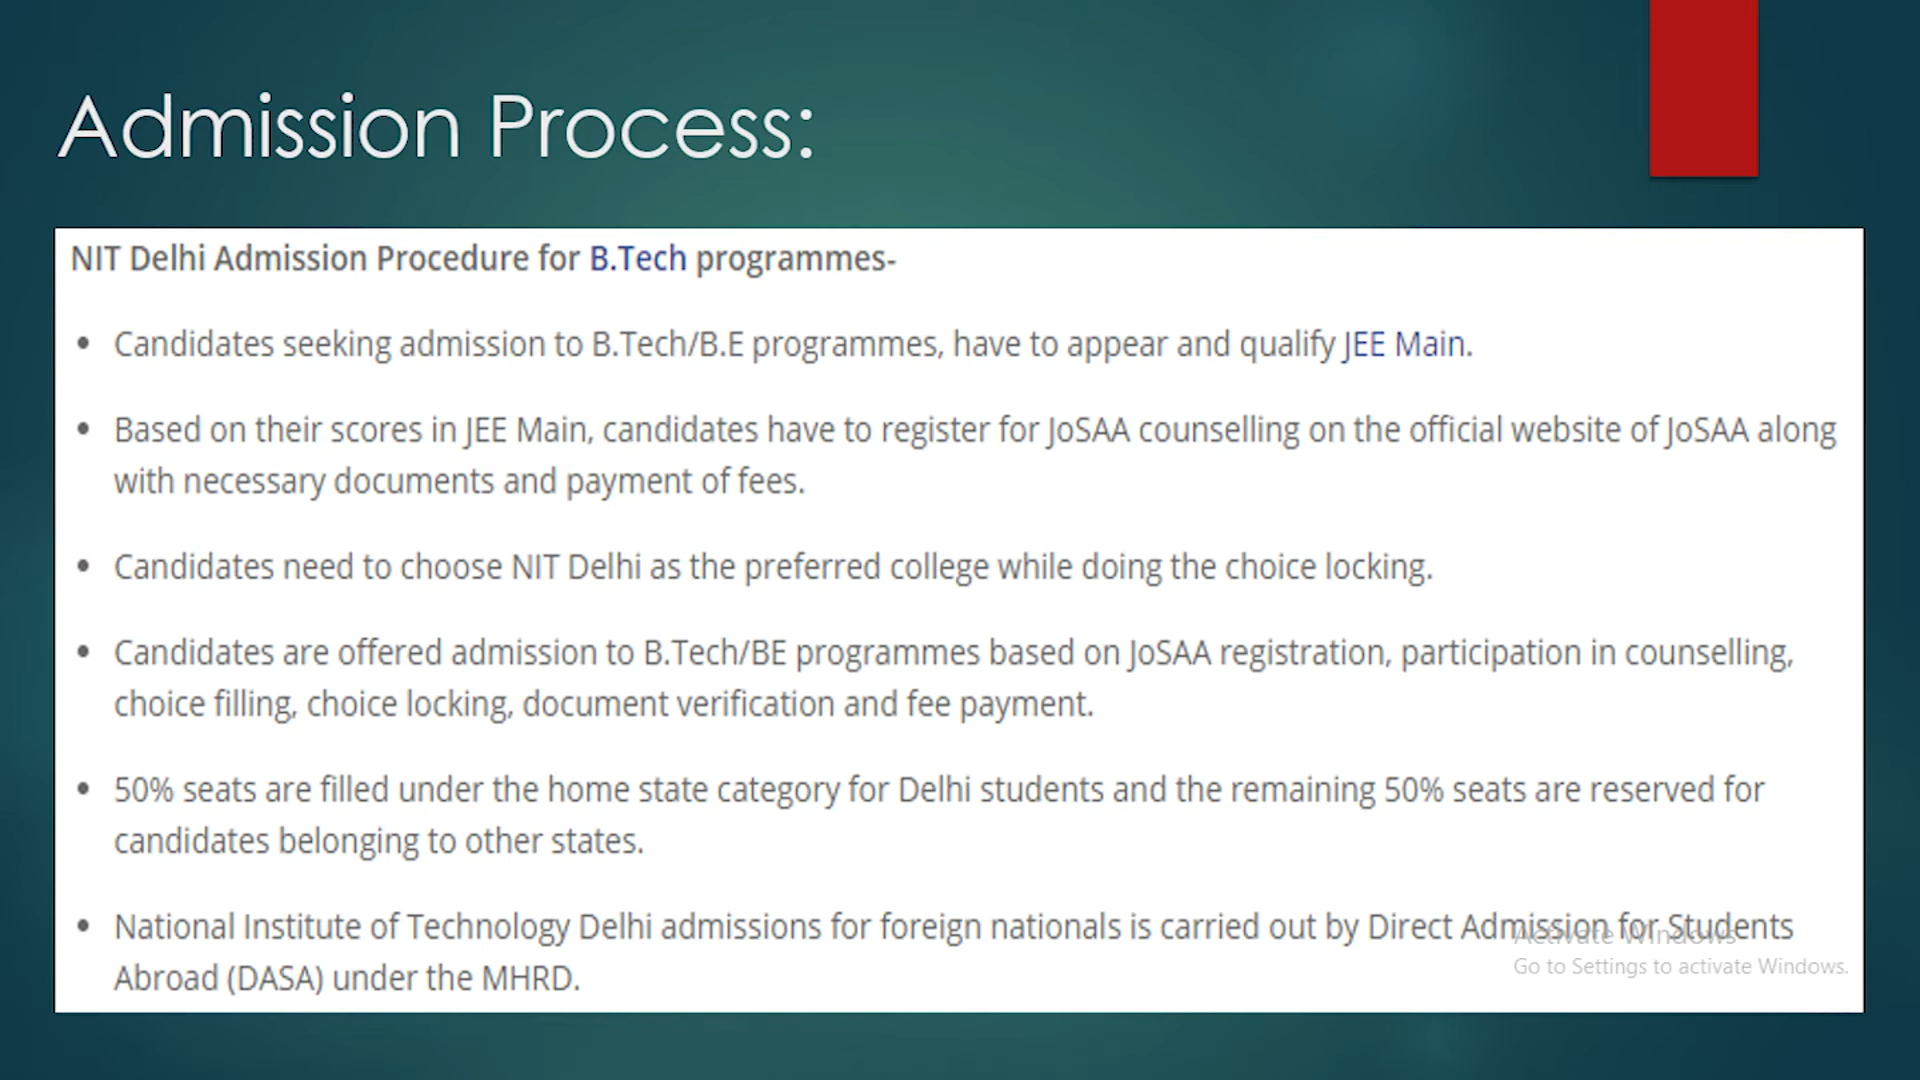 Admission Process:
NIT Delhi Admission Procedure for B.Tech programmes-
• Candidates seeking admission to B.Tech/B.E programmes, have to appear and qualify JEE Main.
• Based on their scores in JEE Main, candidates have to register for JoSAA counselling on the official website of JoSAA along
with necessary documents and payment of fees.
• Candidates need to choose NIT Delhi as the preferred college while doing the choice locking.
• Candidates are offered admission to B.Tech/BE programmes based on JoSAA registration, participation in counselling,
choice filling, choice locking, document verification and fee payment.
• 50% seats are filled under the home state category for Delhi students and the remaining 50% seats are reserved for
candidates belonging to other states.
• National Institute of Technology Delhi admissions for foreign nationals is carried out by Direct Admission for Students
Abroad (DASA) under the MHRD.
Activate Windows
Go to Settings to activate Windows.